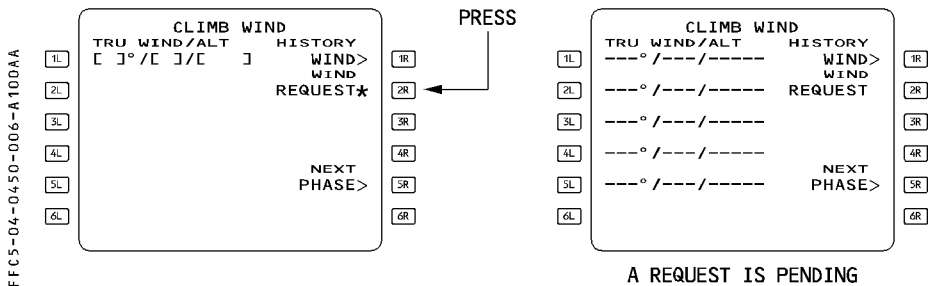 PRESS
CLIMB WIND
TRU WIND/ALT HISTORY
1L [ ]°/[ ]/[ ] WIND> 1R
WIND
2L REQUEST* 2R
3L 3R
4L 4R
NEXT
5L PHASE> 5R
6L 6R
CLIMB WIND
TRU WIND/ALT HISTORY
1L ---°/---/----- WIND> 1R
WIND
2L ---°/---/----- REQUEST 2R
3L ---°/---/----- 3R
4L ---°/---/----- 4R
NEXT
5L ---°/---/----- PHASE> 5R
6L 6R
A REQUEST IS PENDING
FFC5-04-0450-006-A100AA